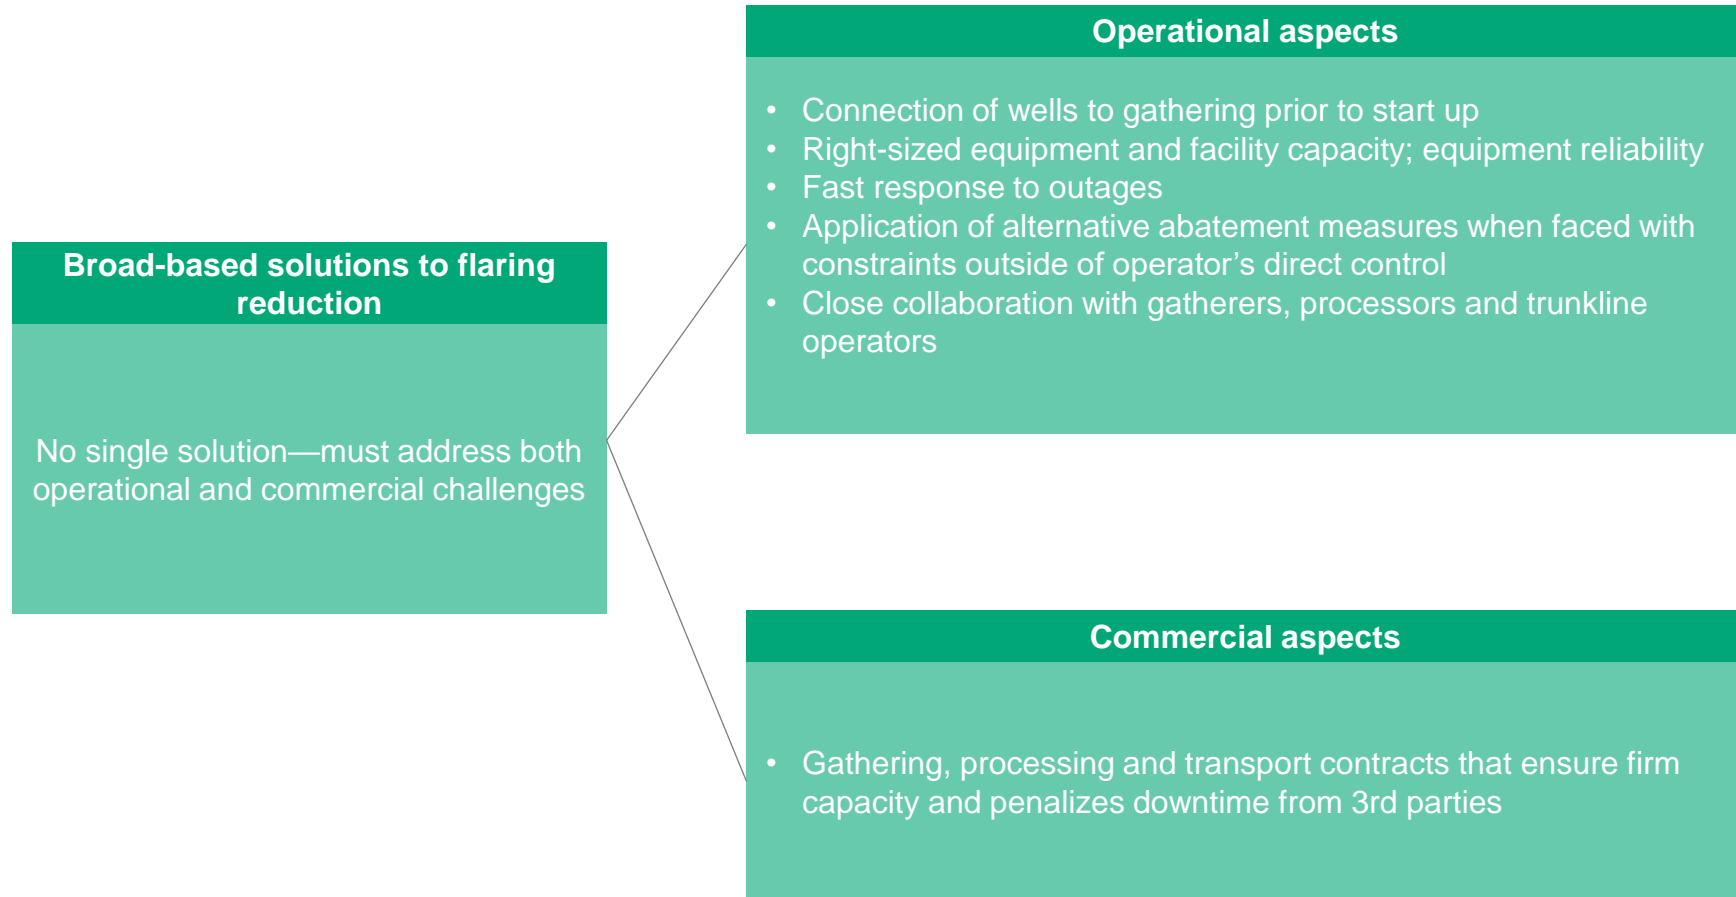 Broad-based solutions to flaring
reduction
No single solution—must address both
operational and commercial challenges
Operational aspects
• Connection of wells to gathering prior to start up
• Right-sized equipment and facility capacity; equipment reliability
• Fast response to outages
• Application of alternative abatement measures when faced with
constraints outside of operator’s direct control
• Close collaboration with gatherers, processors and trunkline
operators
Commercial aspects
• Gathering, processing and transport contracts that ensure firm
capacity and penalizes downtime from 3rd parties